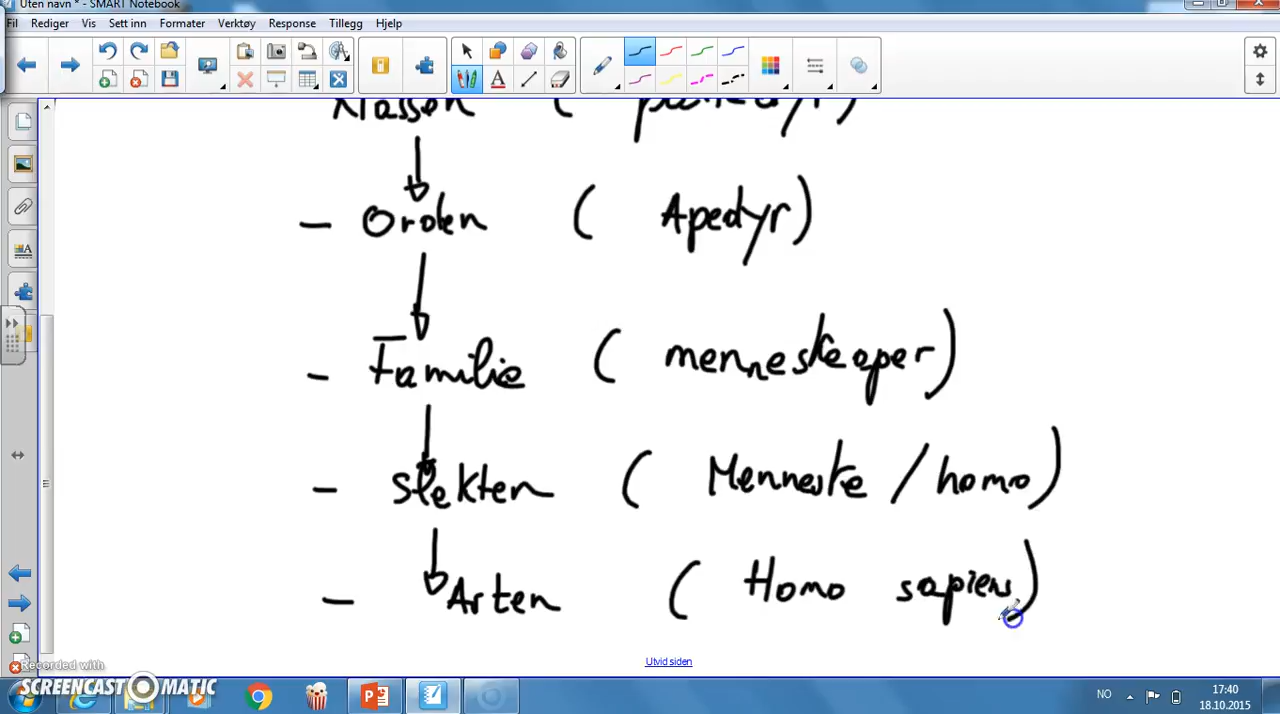 Uten navn * - SMART Notebook
Fil Rediger Vis Sett inn Formater Verktøy Response Tillegg Hjelp
Klassen (
- Orden ( Apedyr)
- Familie ( menneskeaper)
- Slekten ( Menneske / homo)
- Arten ( Homo sapiens)
Utvid siden
Recorded with
SCREENCAST-O-MATIC
NO 17:40
18.10.2015